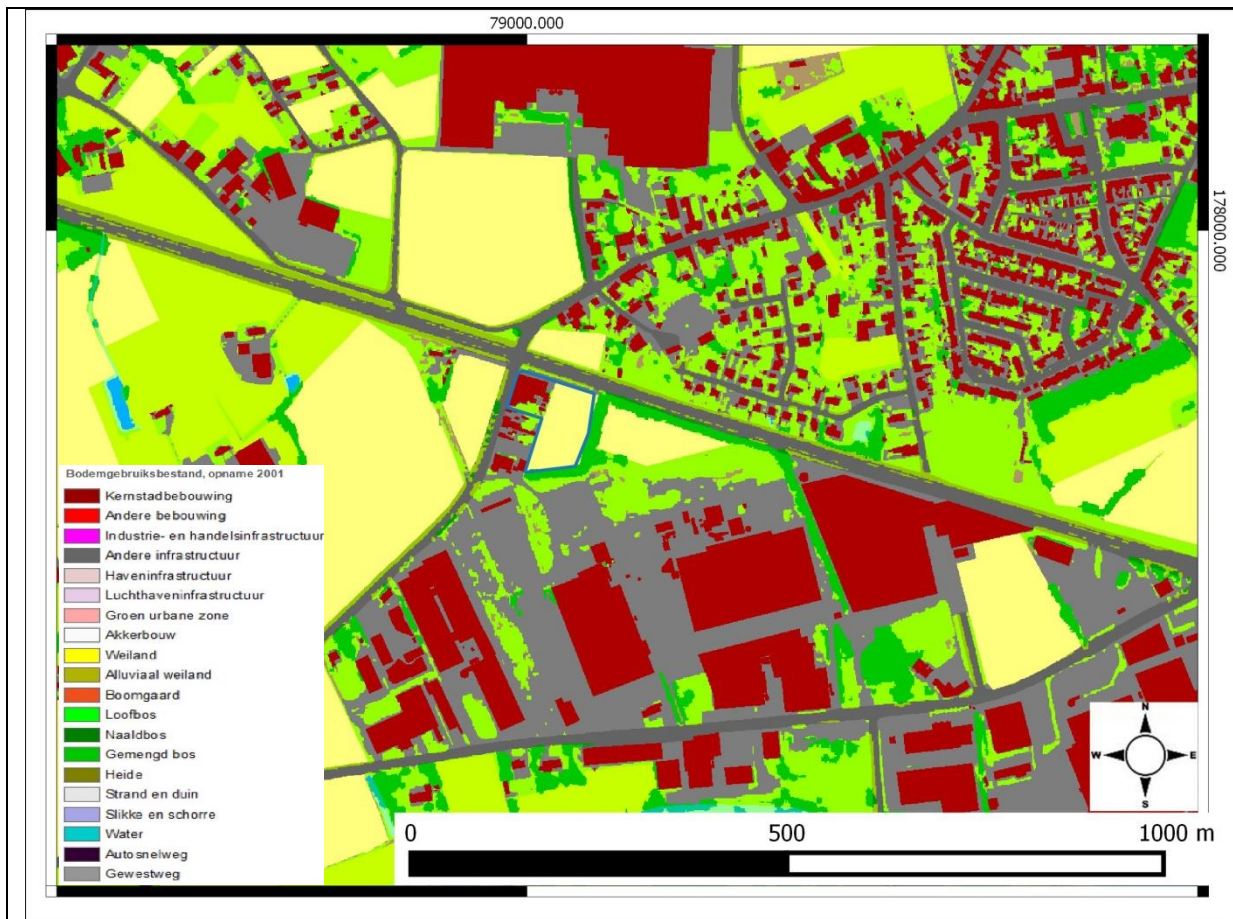 79000.000
178000.000
Bodemgebruiksbestand, opname 2001
Kernstadbebouwing
Andere bebouwing
Industrie- en handelsinfrastructuur
Andere infrastructuur
Haveninfrastructuur
Luchthaveninfrastructuur
Groen urbane zone
Akkerbouw
Weiland
Alluviaal weiland
Boomgaard
Loofbos
Naaldbos
Gemengd bos
Heide
Strand en duin
Slikke en schorre
Water
Autosnelweg
Gewestweg
N
W E
S
0 500 1000 m